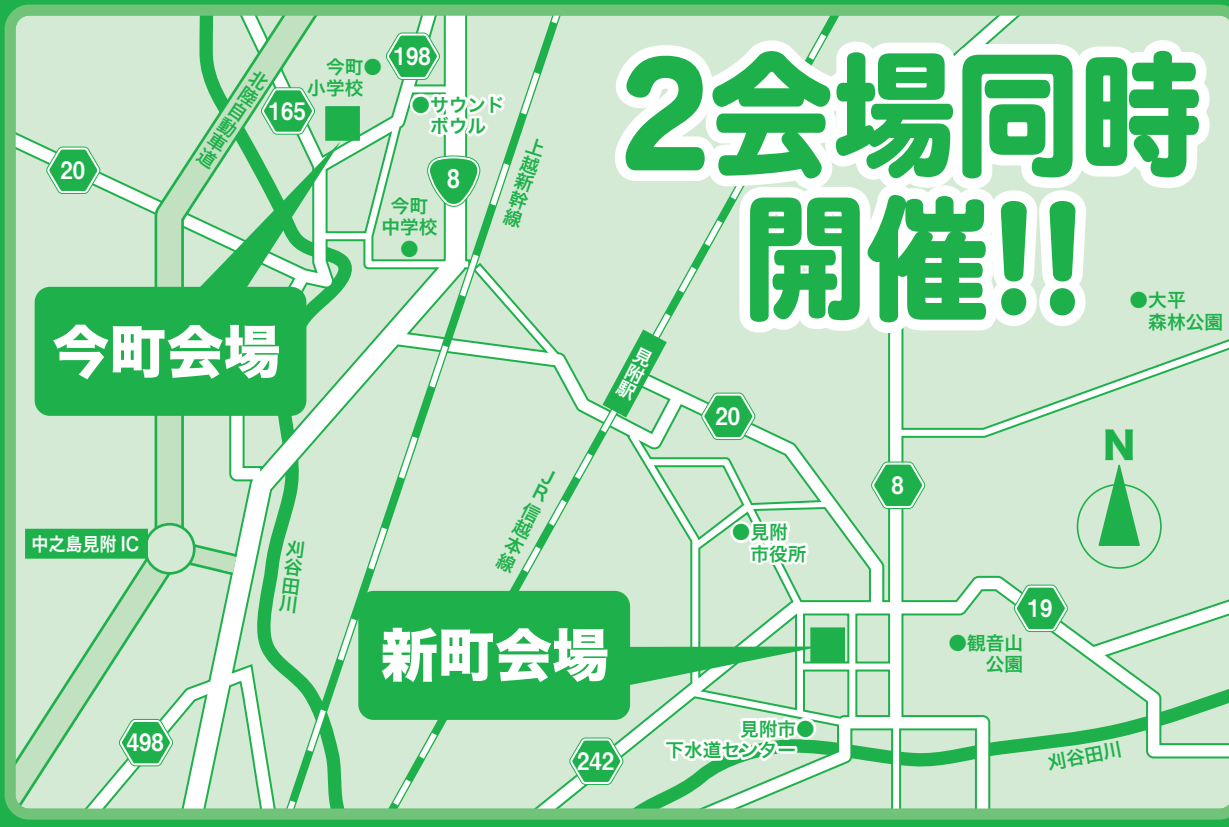 2会場同時
開催!!
今町
小学校
198
165
サウンド
ボウル
北陸自動車道
20
8
上越新幹線
今町
中学校
今町会場
大平
森林公園
見附駅
20
N
8
JR信越本線
見附
市役所
中之島見附 IC
刈谷田川
新町会場
19
観音山
公園
見附市
下水道センター
498
242
刈谷田川